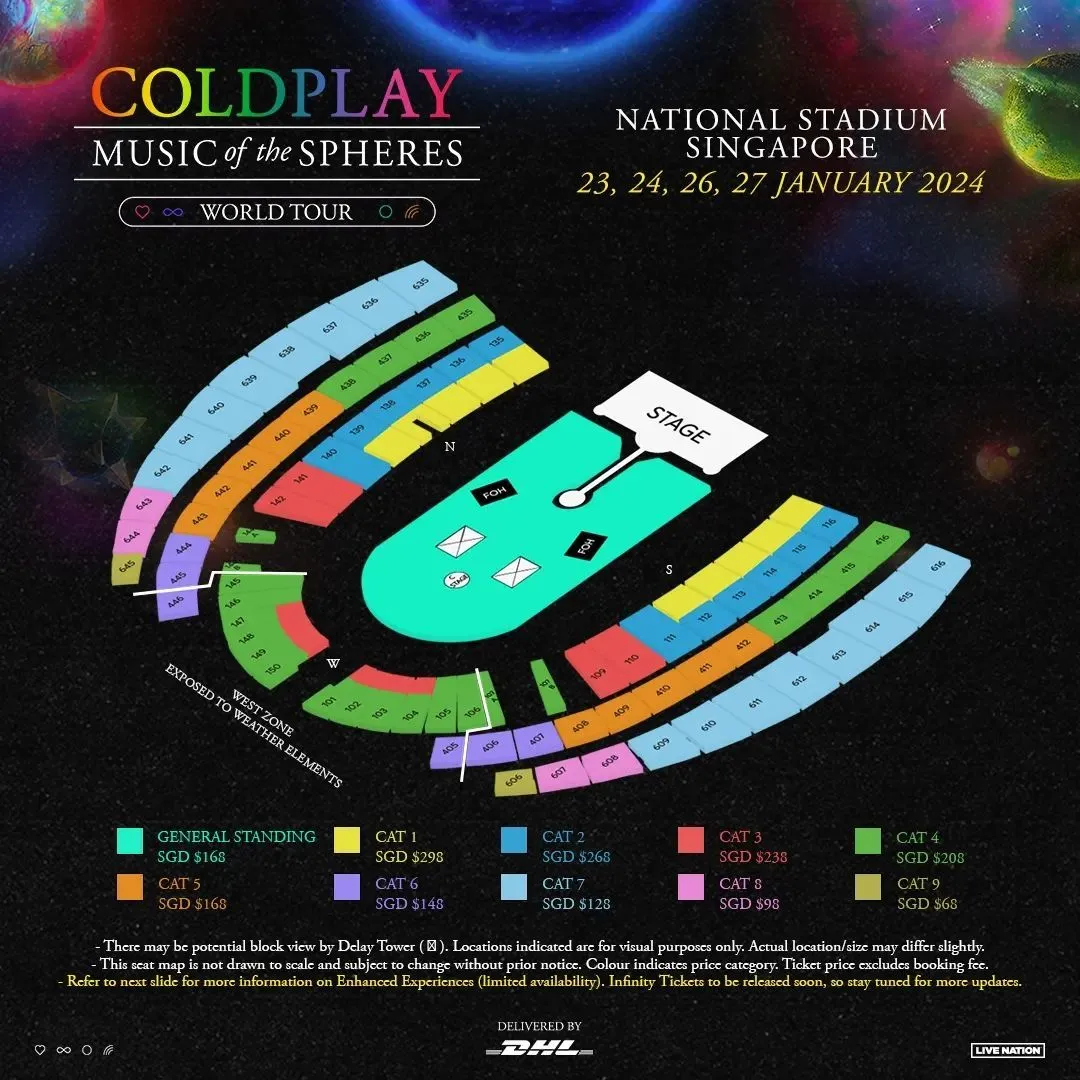 COLDPLAY
MUSIC of the SPHERES
WORLD TOUR
NATIONAL STADIUM
SINGAPORE
23, 24, 26, 27 JANUARY 2024
635
636
637
638
639
640
641
642
643
644
645
435
436
437
438
439
440
441
442
443
444
445
446
135
136
137
138
139
140
141
142
N
STAGE
FOH
FOH
C
STAGE
S
W
145
146
147
148
149
150
101
102
103
104
105
106
107
B
109
110
111
112
113
114
115
116
405
406
407
408
409
410
411
412
413
414
415
416
606
607
608
609
610
611
612
613
614
615
616
WEST ZONE
EXPOSED TO WEATHER ELEMENTS
GENERAL STANDING
SGD $168
CAT 1
SGD $298
CAT 2
SGD $268
CAT 3
SGD $238
CAT 4
SGD $208
CAT 5
SGD $168
CAT 6
SGD $148
CAT 7
SGD $128
CAT 8
SGD $98
CAT 9
SGD $68
- There may be potential block view by Delay Tower ( ). Locations indicated are for visual purposes only. Actual location/size may differ slightly.
- This seat map is not drawn to scale and subject to change without prior notice. Colour indicates price category. Ticket price excludes booking fee.
- Refer to next slide for more information on Enhanced Experiences (limited availability). Infinity Tickets to be released soon, so stay tuned for more updates.
DELIVERED BY
DHL
LIVE NATION